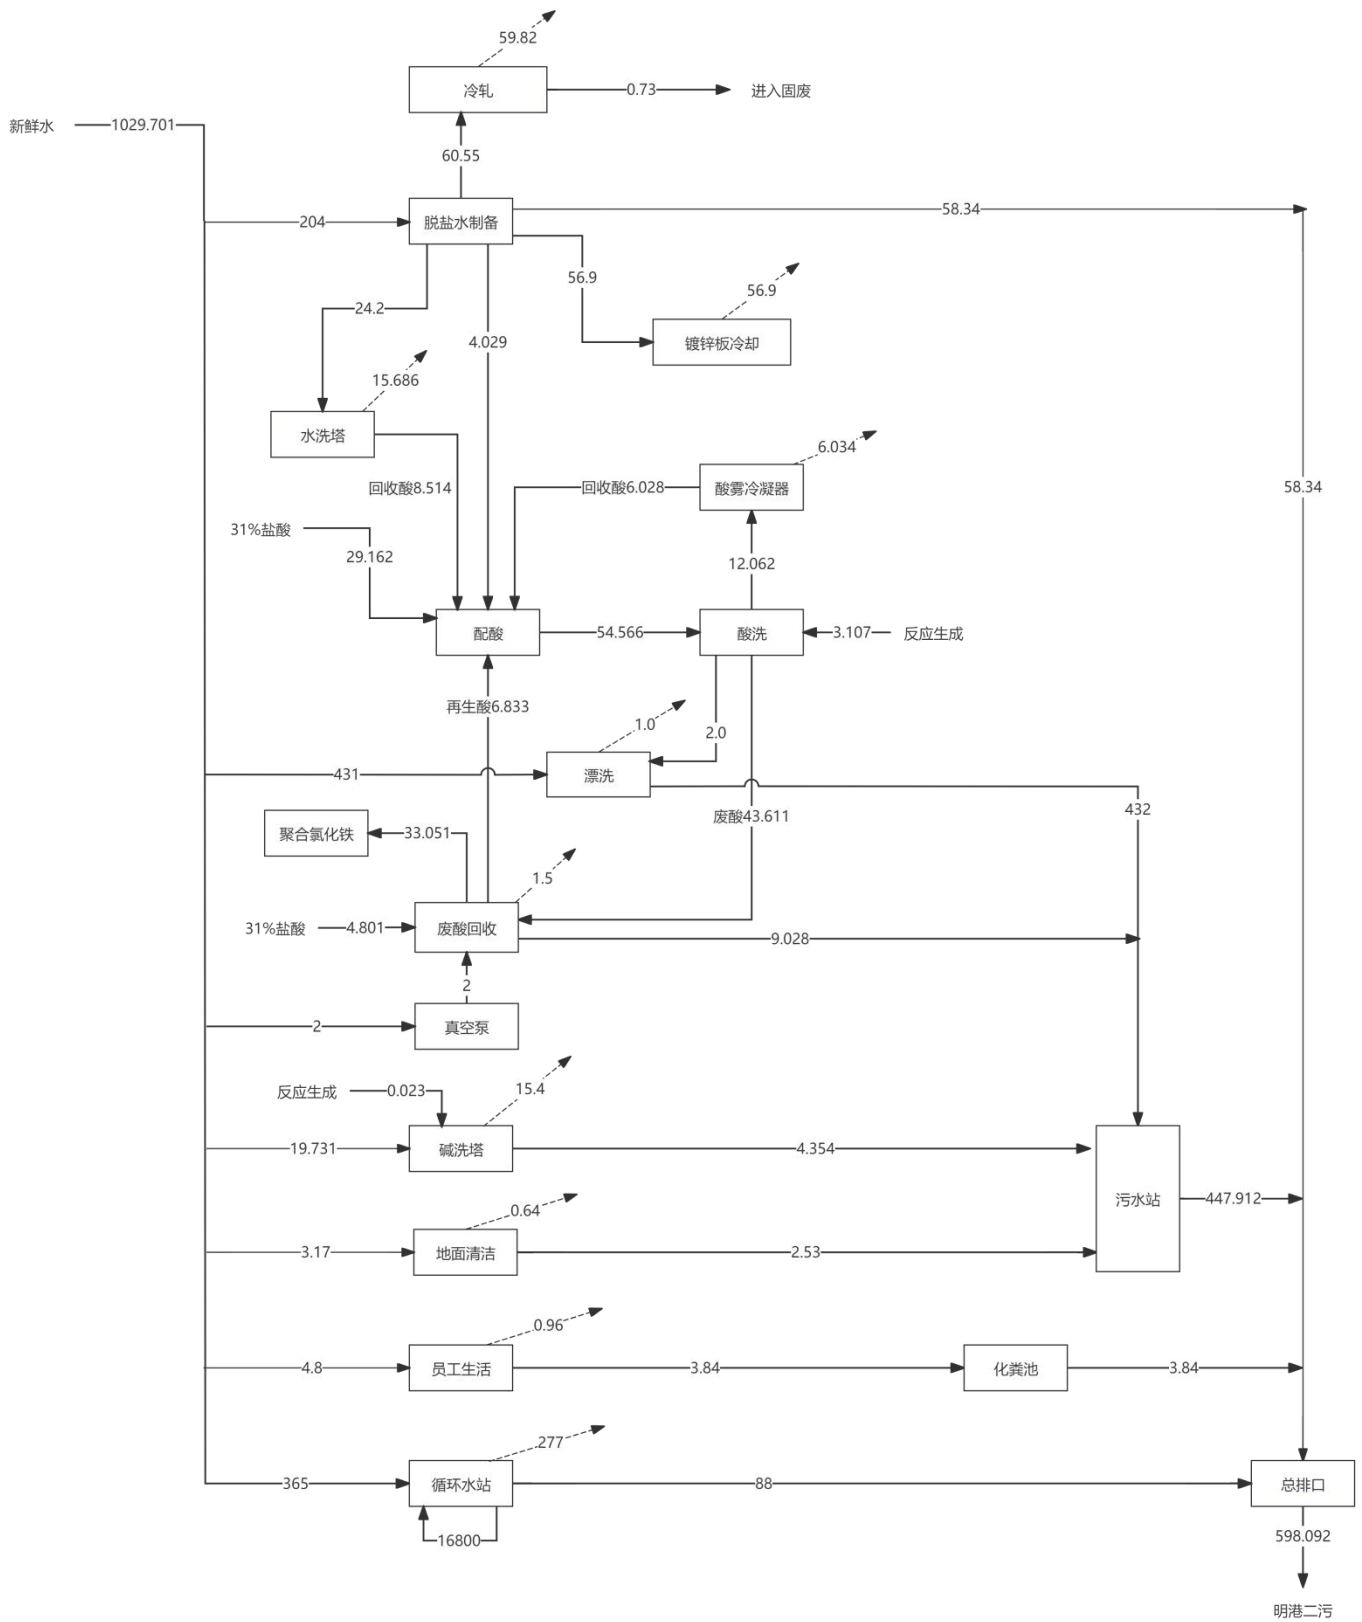 59.82
冷轧
0.73
进入固废
新鲜水
1029.701
60.55
204
脱盐水制备
58.34
24.2
56.9
56.9
4.029
镀锌板冷却
15.686
水洗塔
6.034
回收酸8.514
回收酸6.028
酸雾冷凝器
58.34
31%盐酸
29.162
12.062
配酸
54.566
酸洗
3.107
反应生成
再生酸6.833
1.0
2.0
431
漂洗
432
废酸43.611
聚合氯化铁
33.051
1.5
31%盐酸
4.801
废酸回收
9.028
2
2
真空泵
反应生成
0.023
15.4
19.731
碱洗塔
4.354
污水站
447.912
0.64
3.17
地面清洁
2.53
0.96
4.8
员工生活
3.84
化粪池
3.84
277
365
循环水站
88
总排口
16800
598.092
明港二污